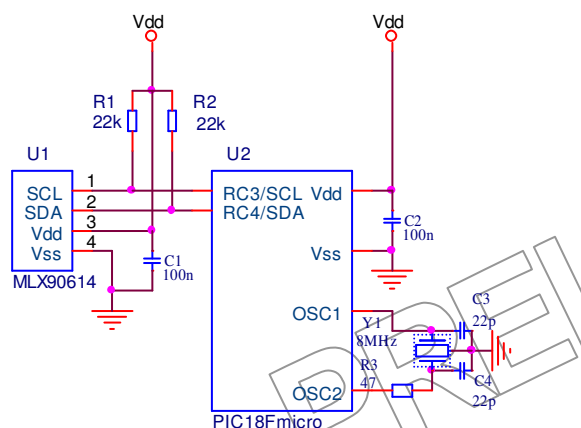 Vdd
Vdd
R1
22k
R2
22k
U1
U2
SCL
1
SDA
2
Vdd
3
Vss
4
MLX90614
C1
100n
RC3/SCL
Vdd
RC4/SDA
Vss
C2
100n
OSC1
OSC2
Y1
8MHz
R3
47
C3
22p
C4
22p
PIC18Fmicro
PREL